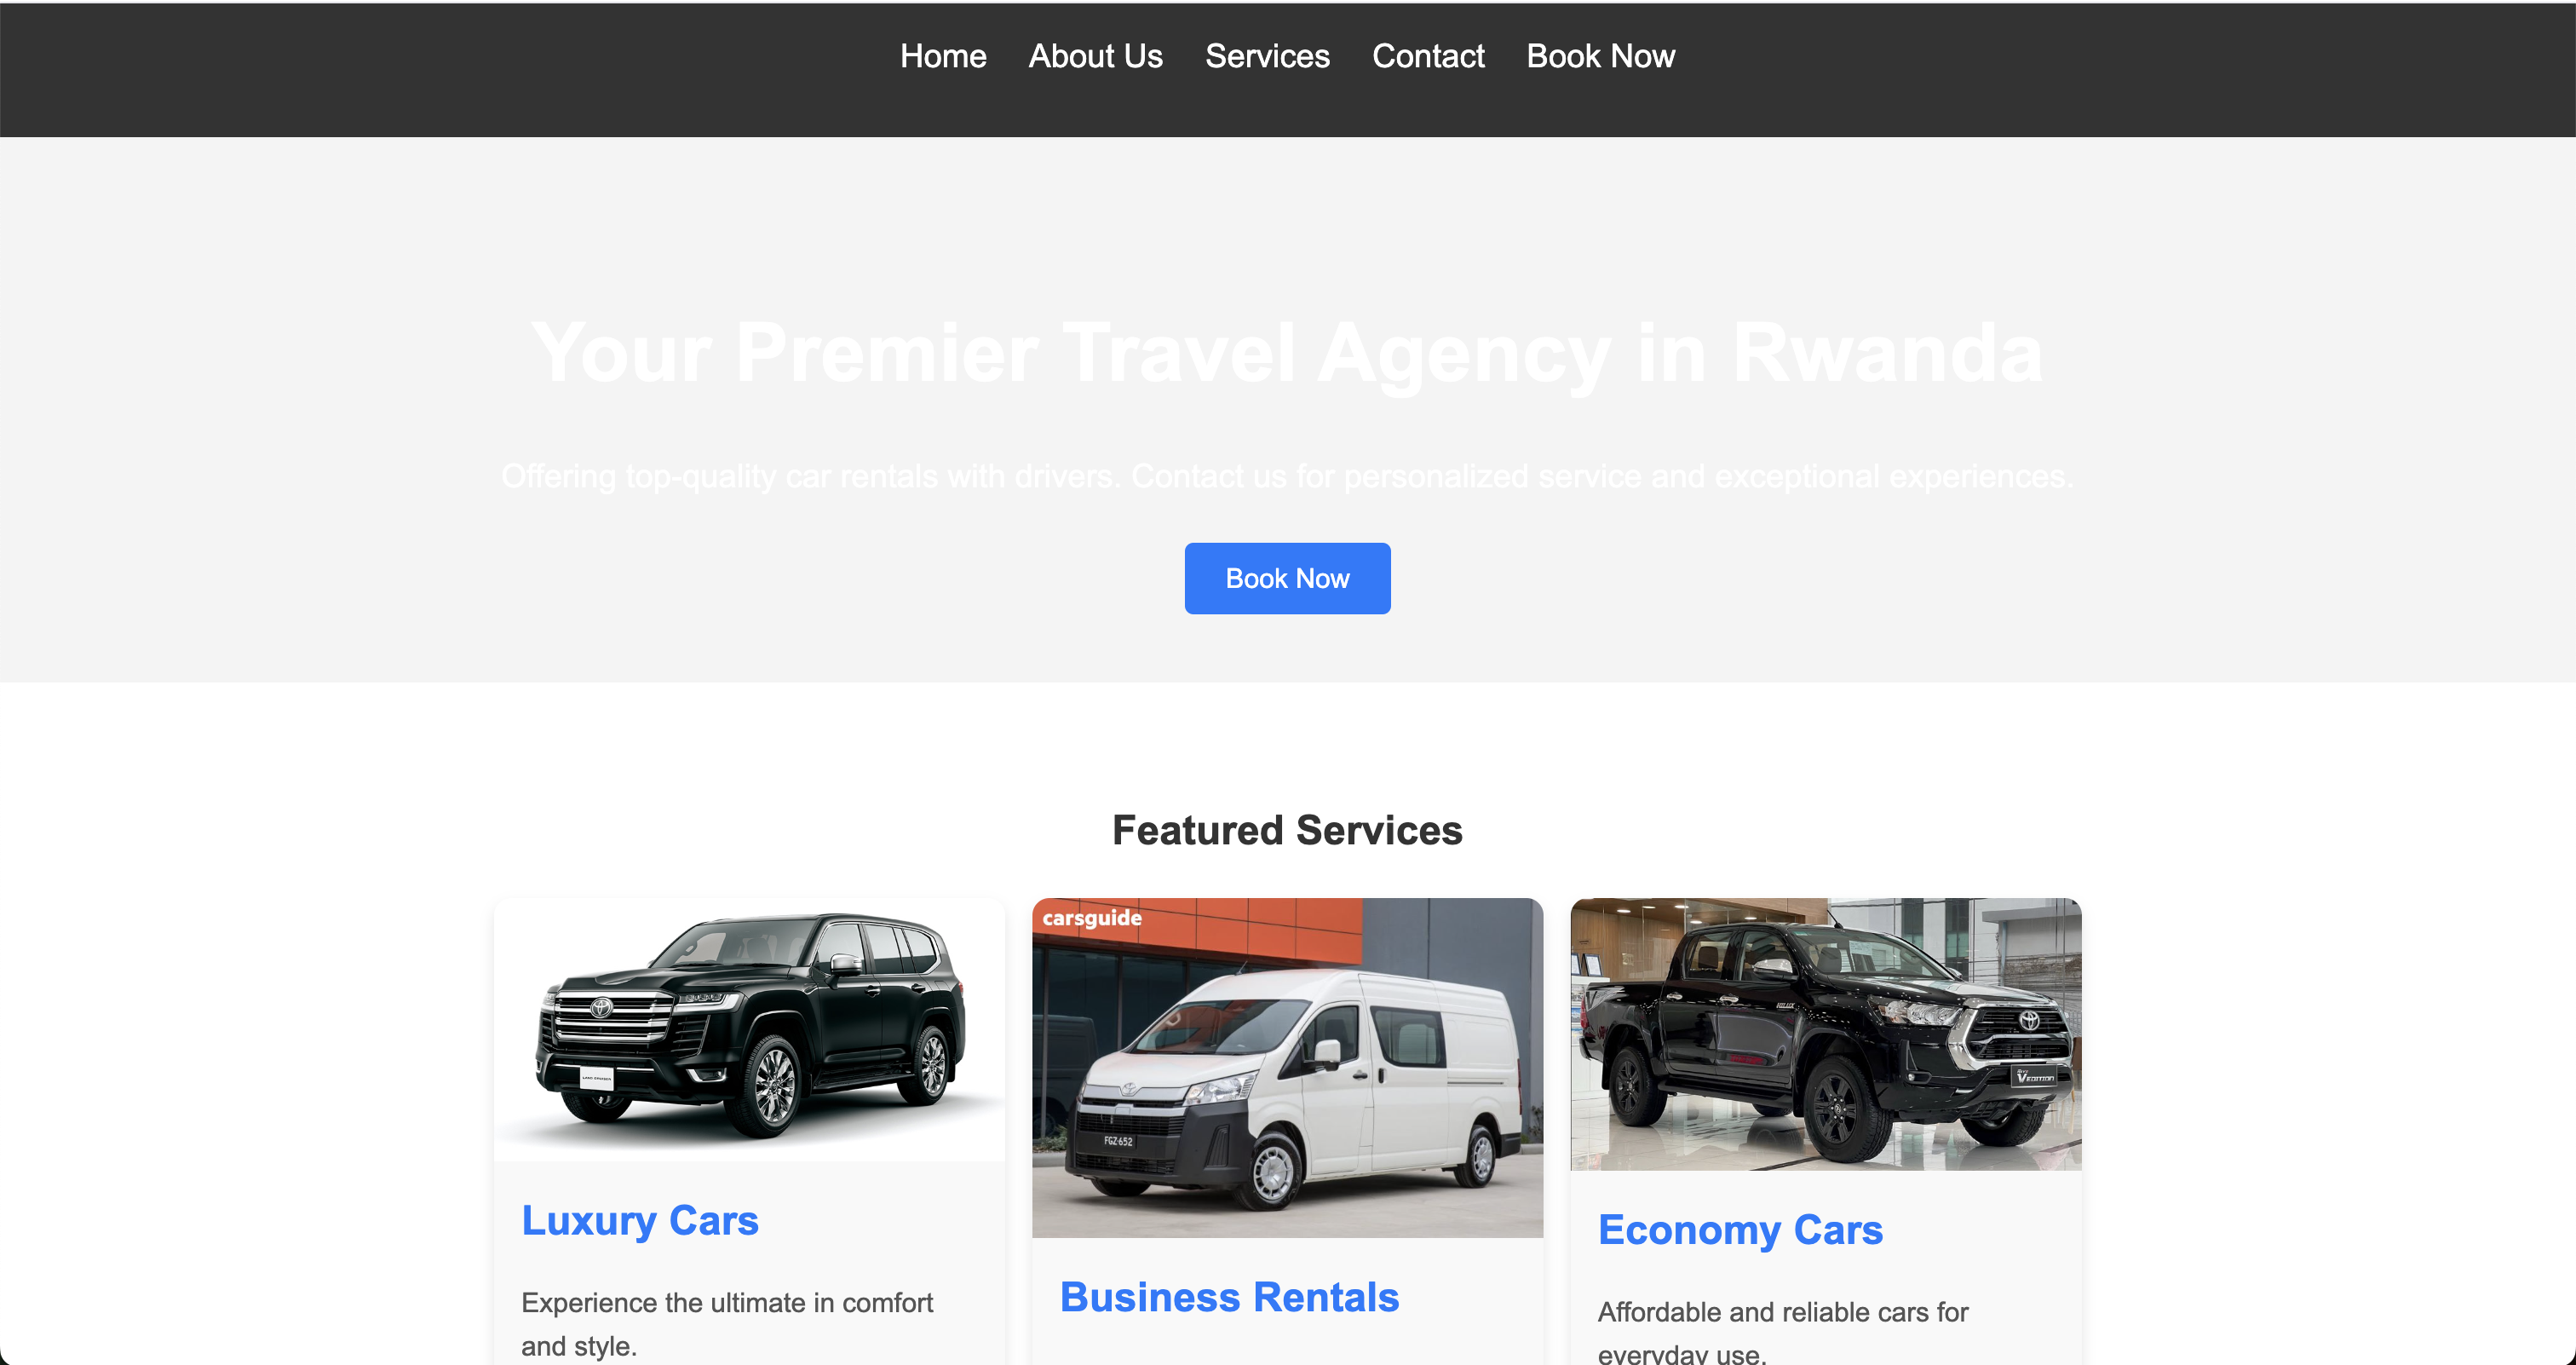 Home About Us Services Contact Book Now
Your Premier Travel Agency in Rwanda
Offering top-quality car rentals with drivers. Contact us for personalized service and exceptional experiences.
Book Now
Featured Services
carsguide
FGZ·652
HILUX
V EDITION
Luxury Cars
Experience the ultimate in comfort
and style.
Business Rentals
Economy Cars
Affordable and reliable cars for
everyday use.